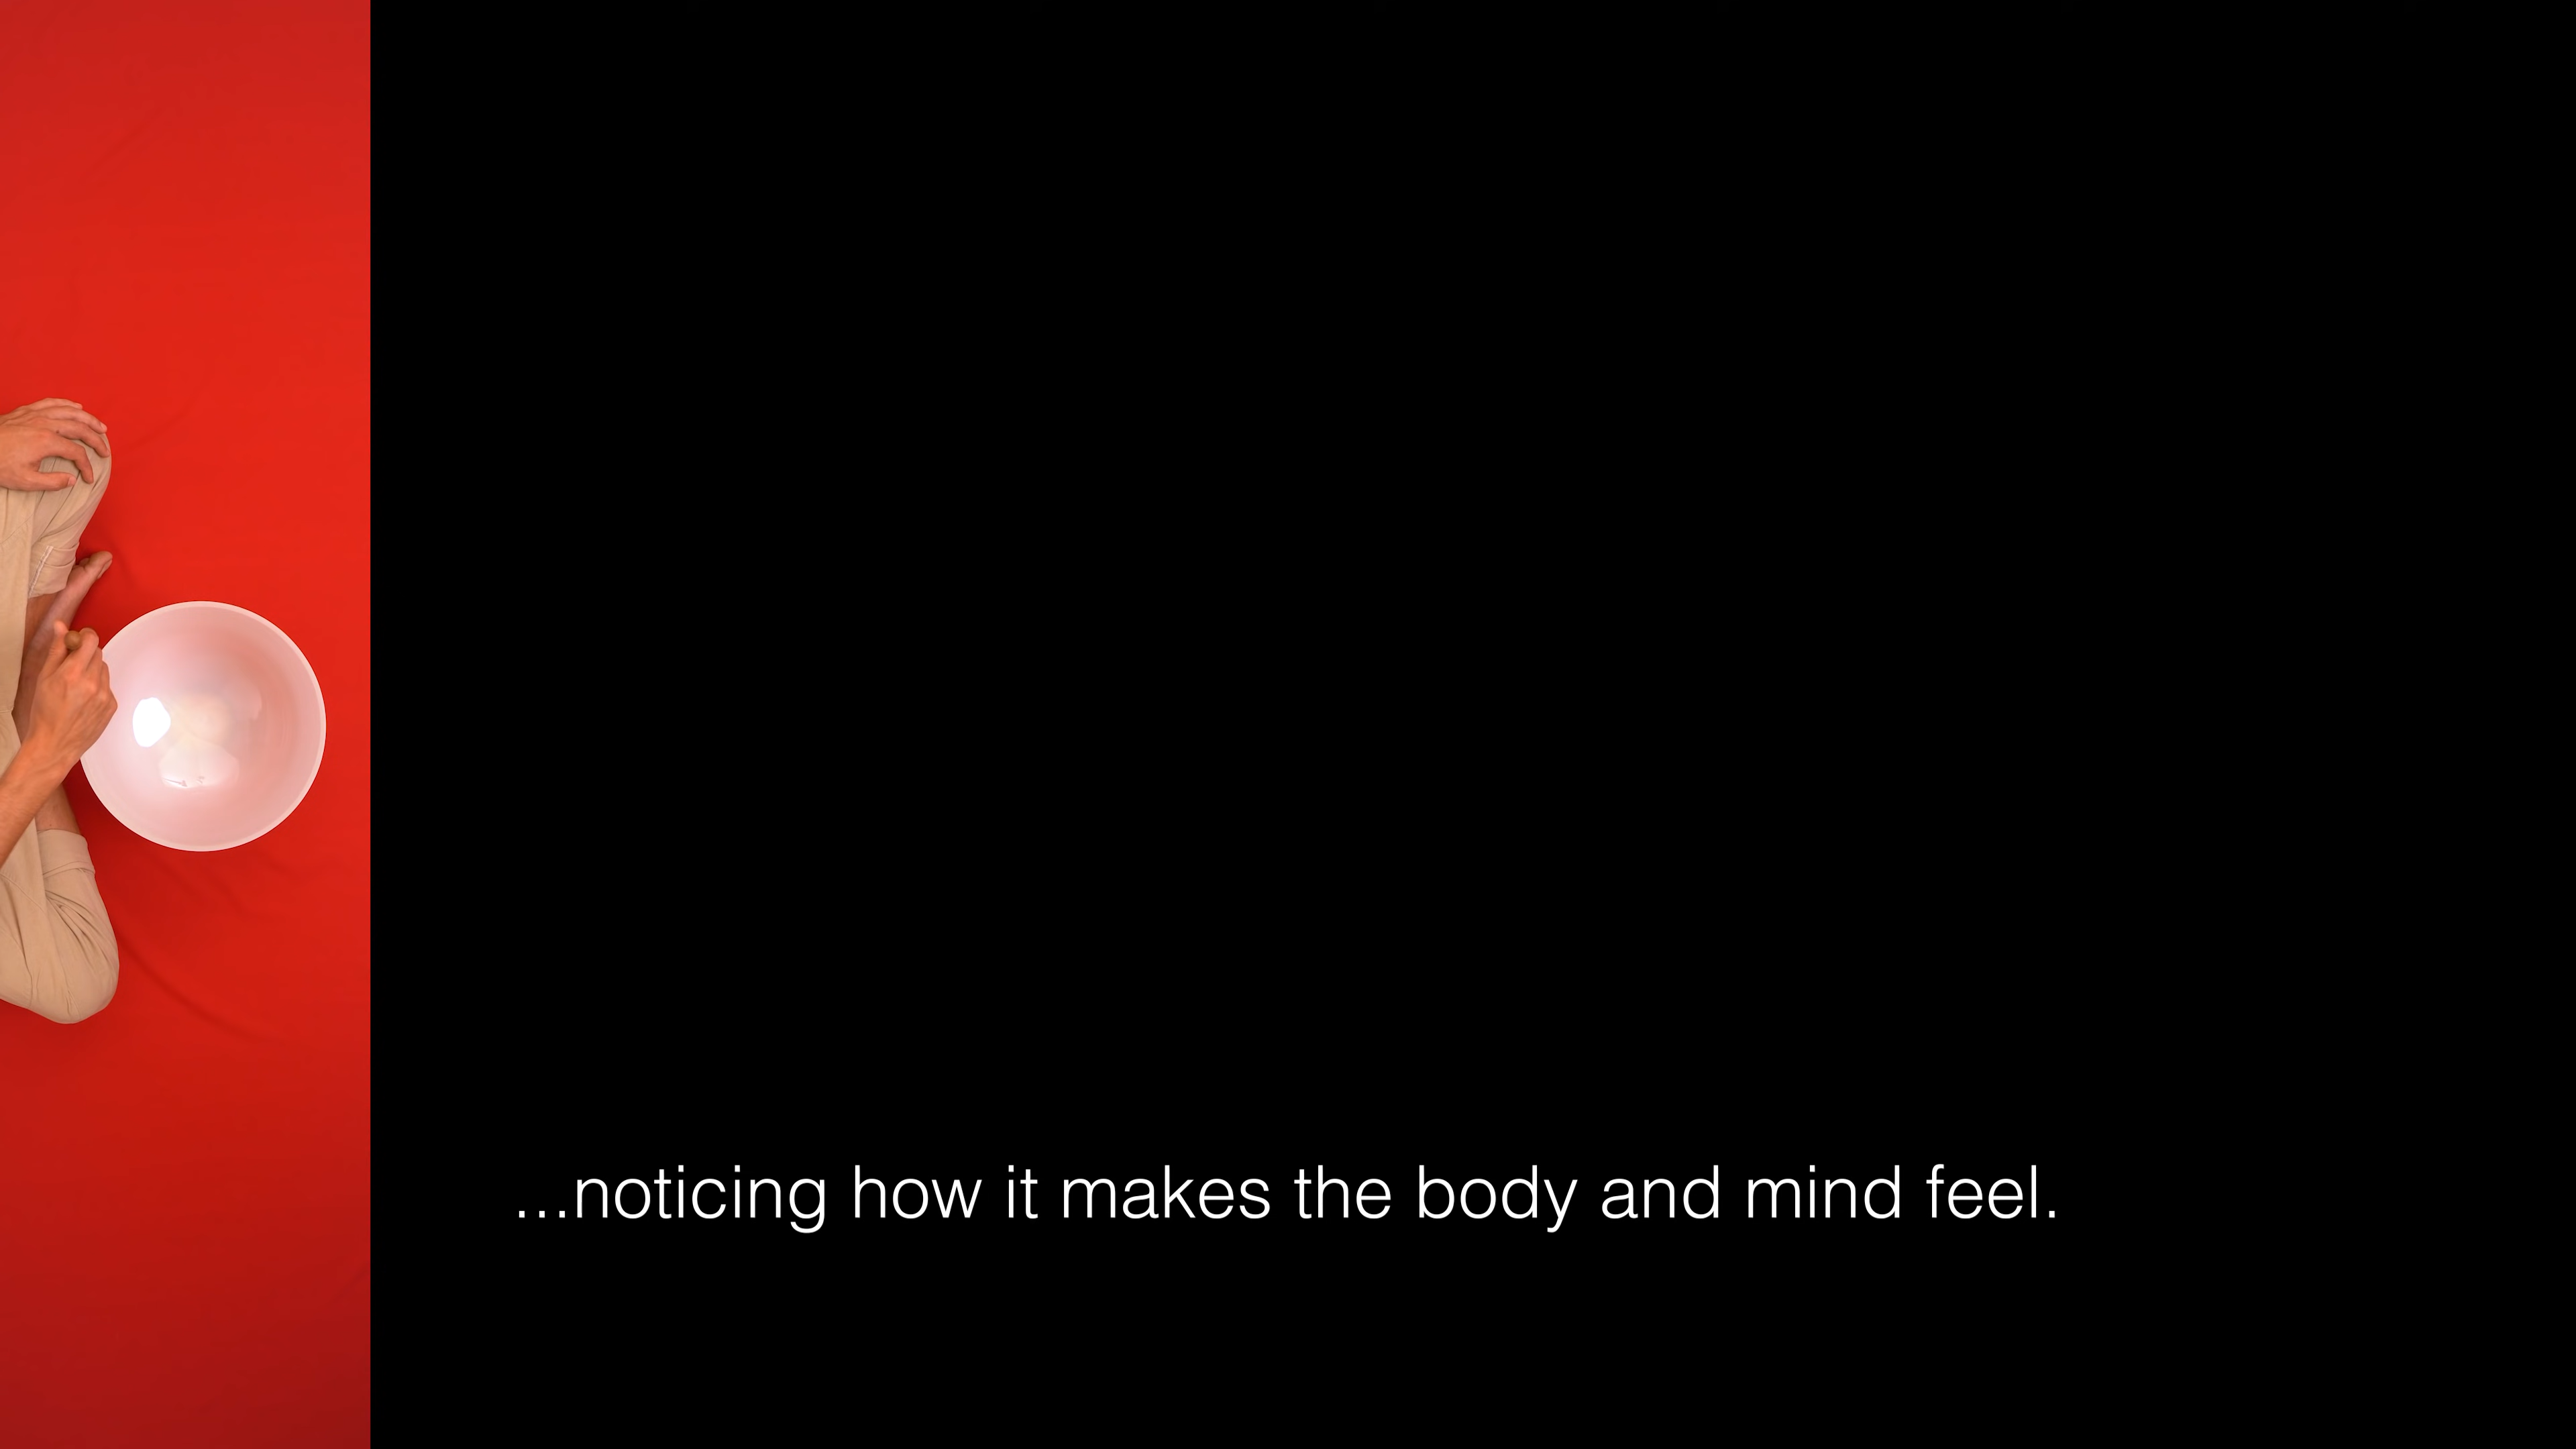 ...noticing how it makes the body and mind feel.